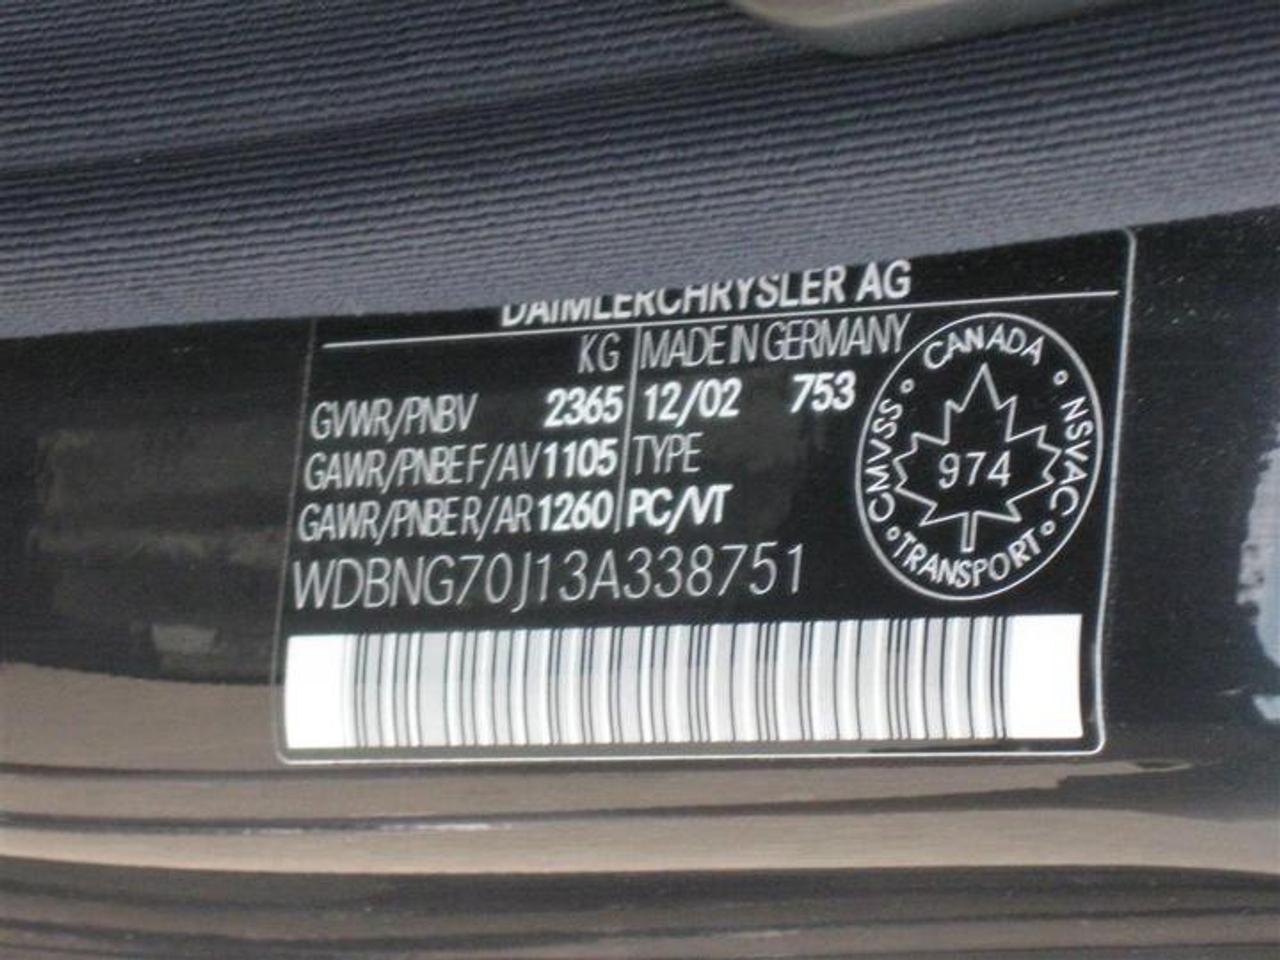 DAIMLERCHRYSLER AG
KG MADE IN GERMANY
GVWR/PNBV 2365 12/02 753
GAWR/PNBE F/AV 1105 TYPE
GAWR/PNBE R/AR 1260 PC/VT
WDBNG70J13A338751
CANADA
CMVSS
NSVAC
974
TRANSPORT